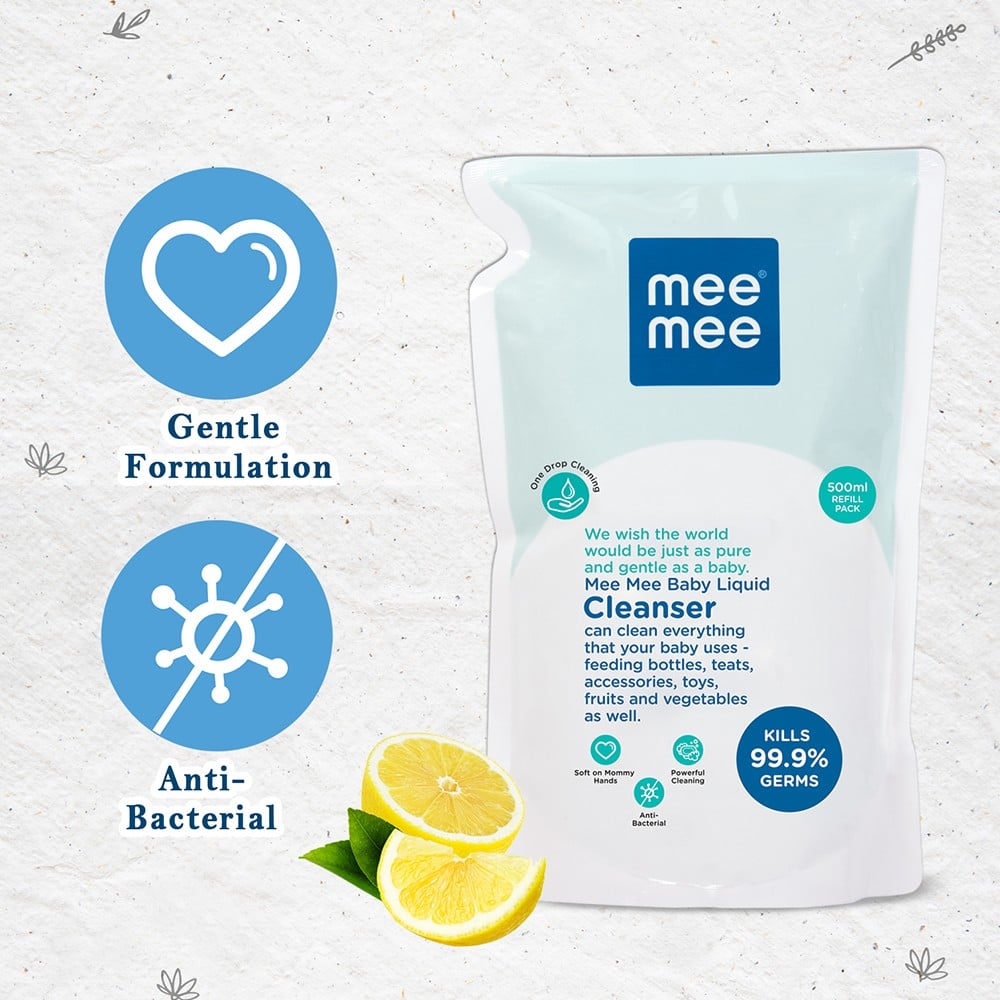 Gentle
Formulation
Anti-
Bacterial
mee®
mee
One Drop Cleaning
500ml
REFILL
PACK
We wish the world
would be just as pure
and gentle as a baby.
Mee Mee Baby Liquid
Cleanser
can clean everything
that your baby uses -
feeding bottles, teats,
accessories, toys,
fruits and vegetables
as well.
Soft on Mommy
Hands
Powerful
Cleaning
Anti-
Bacterial
KILLS
99.9%
GERMS